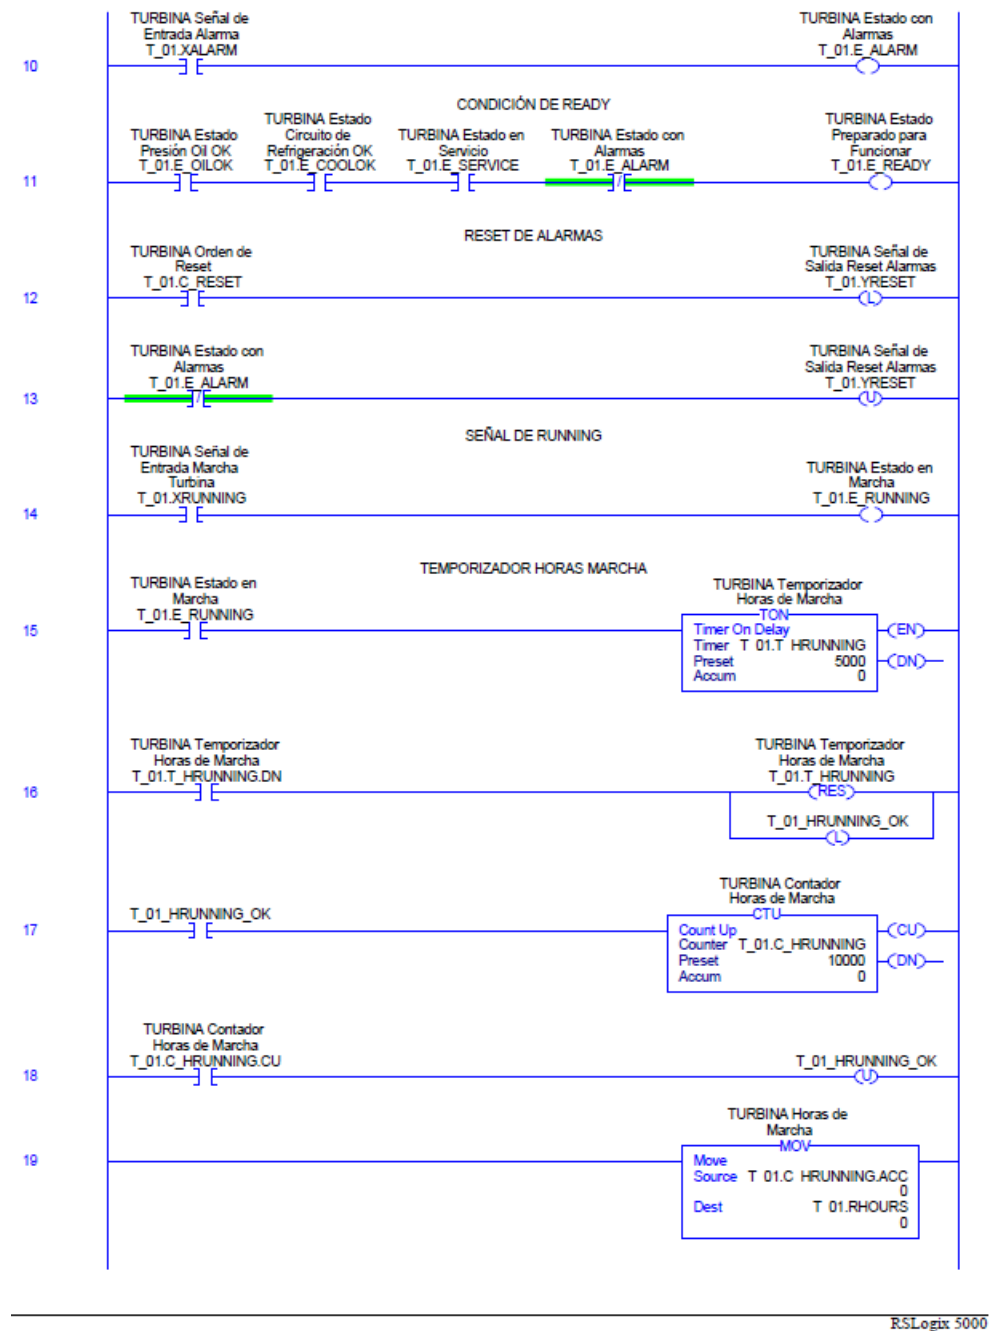 TURBINA Señal de
Entrada Alarma
T_01.XALARM
TURBINA Estado con
Alarmas
T_01.E_ALARM
10
CONDICIÓN DE READY
TURBINA Estado
Presión Oil OK
T_01.E_OILOK
TURBINA Estado
Circuito de
Refrigeración OK
T_01.E_COOLOK
TURBINA Estado en
Servicio
T_01.E_SERVICE
TURBINA Estado con
Alarmas
T_01.E_ALARM
TURBINA Estado
Preparado para
Funcionar
T_01.E_READY
11
RESET DE ALARMAS
TURBINA Orden de
Reset
T_01.C_RESET
TURBINA Señal de
Salida Reset Alarmas
T_01.YRESET
12
L
TURBINA Estado con
Alarmas
T_01.E_ALARM
TURBINA Señal de
Salida Reset Alarmas
T_01.YRESET
13
U
SEÑAL DE RUNNING
TURBINA Señal de
Entrada Marcha
Turbina
T_01.XRUNNING
TURBINA Estado en
Marcha
T_01.E_RUNNING
14
TEMPORIZADOR HORAS MARCHA
TURBINA Estado en
Marcha
T_01.E_RUNNING
TURBINA Temporizador
Horas de Marcha
15
TON
Timer On Delay
Timer T_01.T_HRUNNING
Preset 5000
Accum 0
EN
DN
TURBINA Temporizador
Horas de Marcha
T_01.T_HRUNNING.DN
TURBINA Temporizador
Horas de Marcha
T_01.T_HRUNNING
16
RES
T_01_HRUNNING_OK
L
T_01_HRUNNING_OK
TURBINA Contador
Horas de Marcha
17
CTU
Count Up
Counter T_01.C_HRUNNING
Preset 10000
Accum 0
CU
DN
TURBINA Contador
Horas de Marcha
T_01.C_HRUNNING.CU
T_01_HRUNNING_OK
18
U
TURBINA Horas de
Marcha
19
MOV
Move
Source T_01.C_HRUNNING.ACC
0
Dest T_01.RHOURS
0
RSLogix 5000